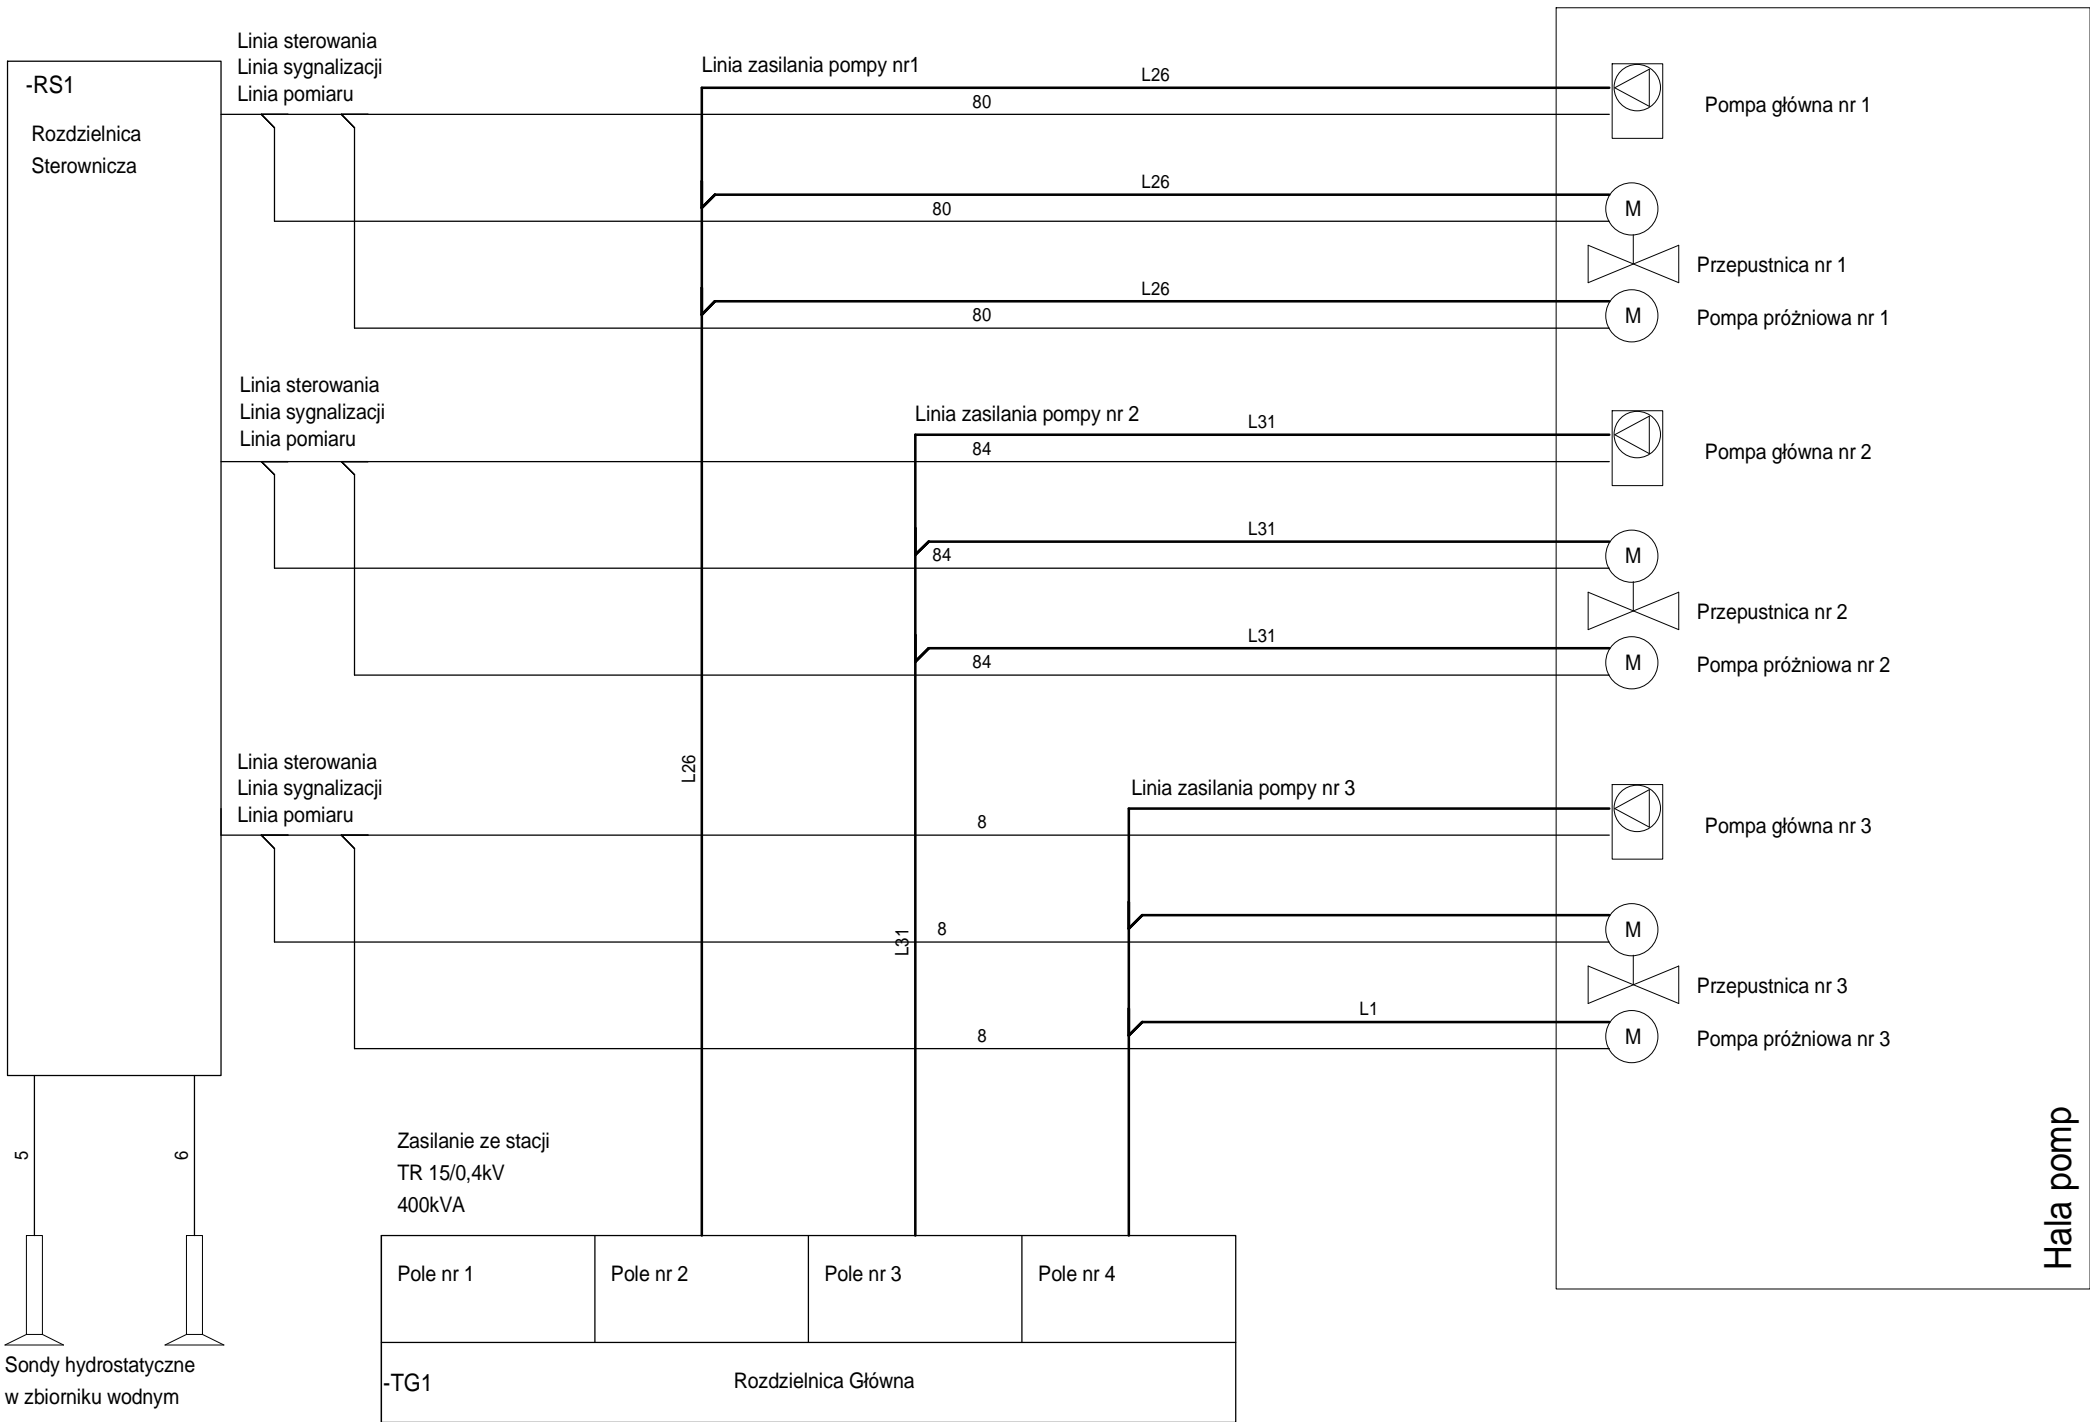 -RS1
Rozdzielnica
Sterownicza
Linia sterowania
Linia sygnalizacji
Linia pomiaru
Linia zasilania pompy nr1
L26
80
Pompa główna nr 1
L26
80
M
Przepustnica nr 1
L26
80
M
Pompa próżniowa nr 1
Linia sterowania
Linia sygnalizacji
Linia pomiaru
Linia zasilania pompy nr 2
L31
84
Pompa główna nr 2
L31
84
M
Przepustnica nr 2
L31
84
M
Pompa próżniowa nr 2
L26
Linia sterowania
Linia sygnalizacji
Linia pomiaru
Linia zasilania pompy nr 3
8
Pompa główna nr 3
L31
8
M
Przepustnica nr 3
L1
8
M
Pompa próżniowa nr 3
5
6
Zasilanie ze stacji
TR 15/0,4kV
400kVA
Hala pomp
Pole nr 1
Pole nr 2
Pole nr 3
Pole nr 4
Sondy hydrostatyczne
w zbiorniku wodnym
-TG1
Rozdzielnica Główna